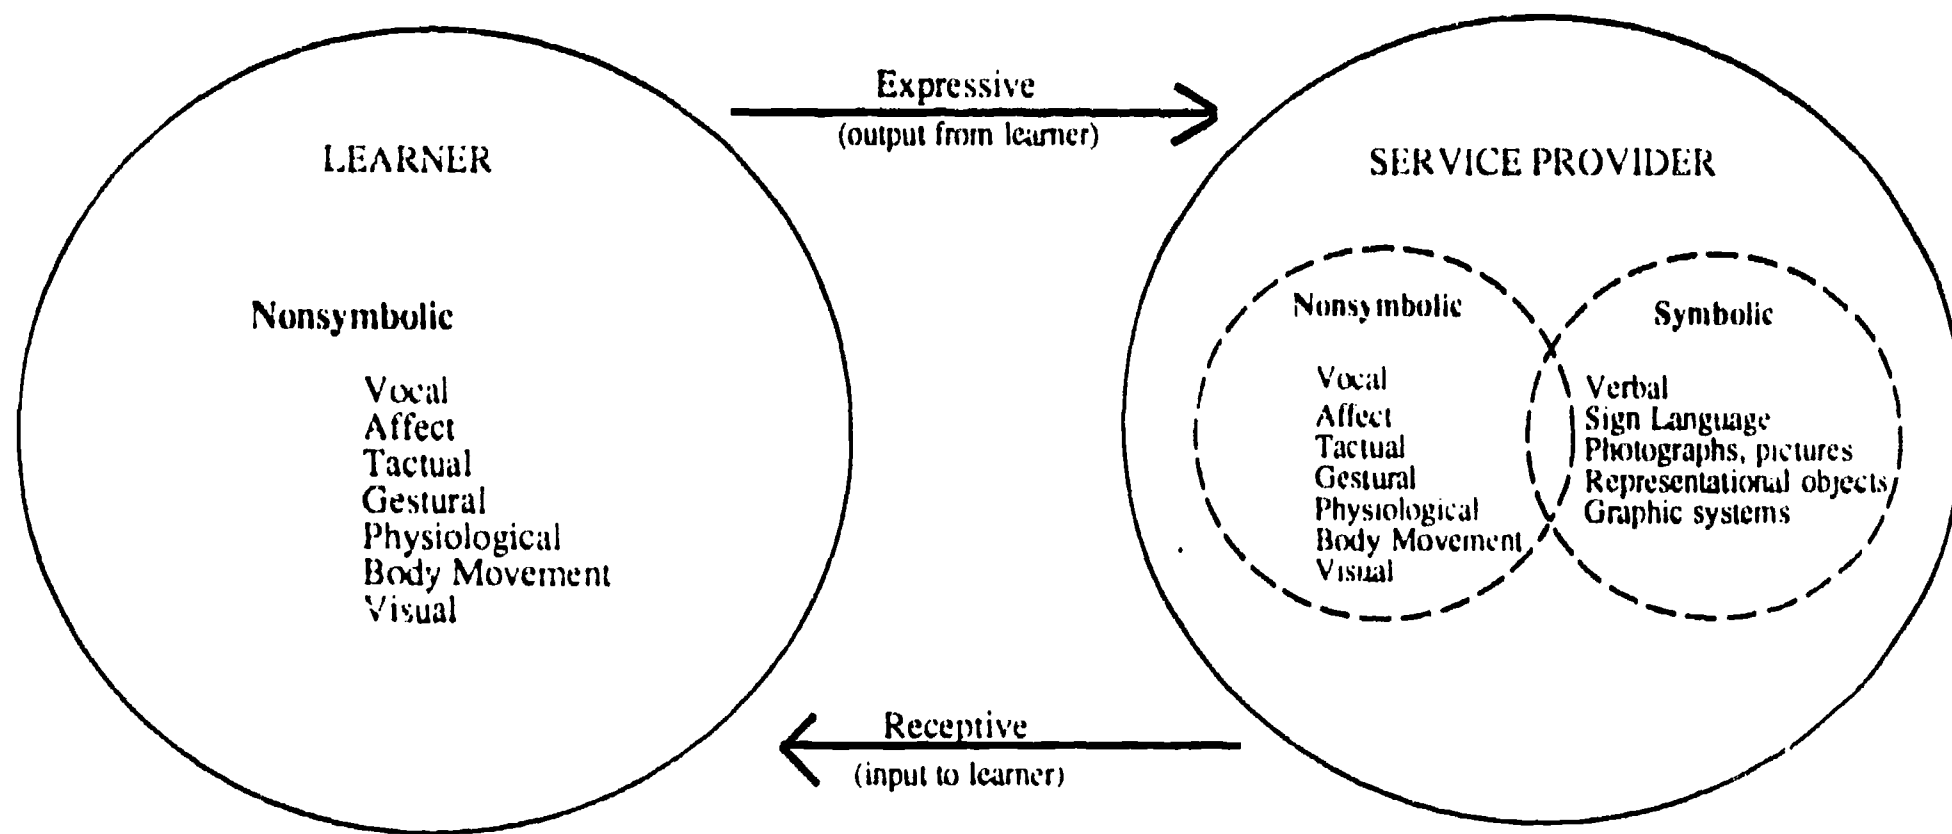 LEARNER
Nonsymbolic
Vocal
Affect
Tactual
Gestural
Physiological
Body Movement
Visual
Expressive
(output from learner)
Receptive
(input to learner)
SERVICE PROVIDER
Nonsymbolic
Vocal
Affect
Tactual
Gestural
Physiological
Body Movement
Visual
Symbolic
Verbal
Sign Language
Photographs, pictures
Representational objects
Graphic systems